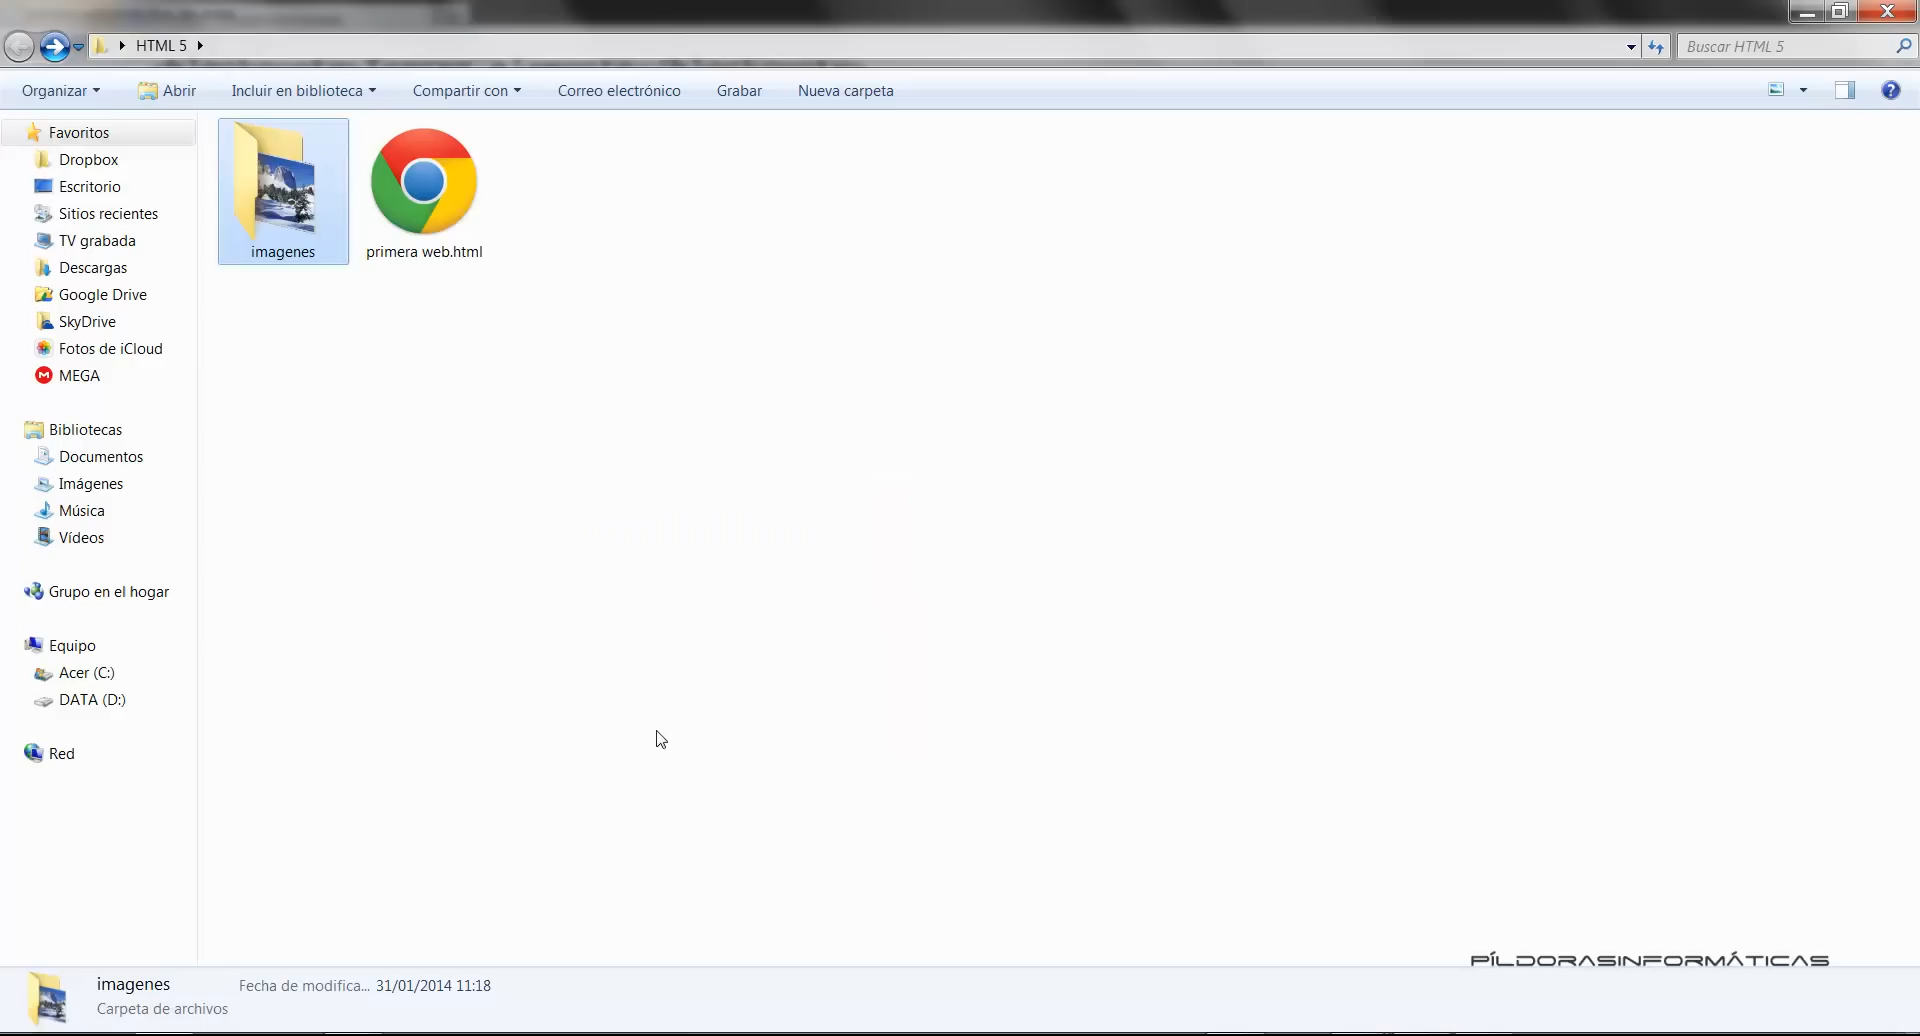 HTML 5
Buscar HTML 5
Organizar
Abrir
Incluir en biblioteca
Compartir con
Correo electrónico
Grabar
Nueva carpeta
Favoritos
Dropbox
Escritorio
Sitios recientes
TV grabada
Descargas
Google Drive
SkyDrive
Fotos de iCloud
MEGA
Bibliotecas
Documentos
Imágenes
Música
Vídeos
Grupo en el hogar
Equipo
Acer (C:)
DATA (D:)
Red
imagenes
primera web.html
PÍLDORASINFORMÁTICAS
imagenes
Fecha de modifica... 31/01/2014 11:18
Carpeta de archivos